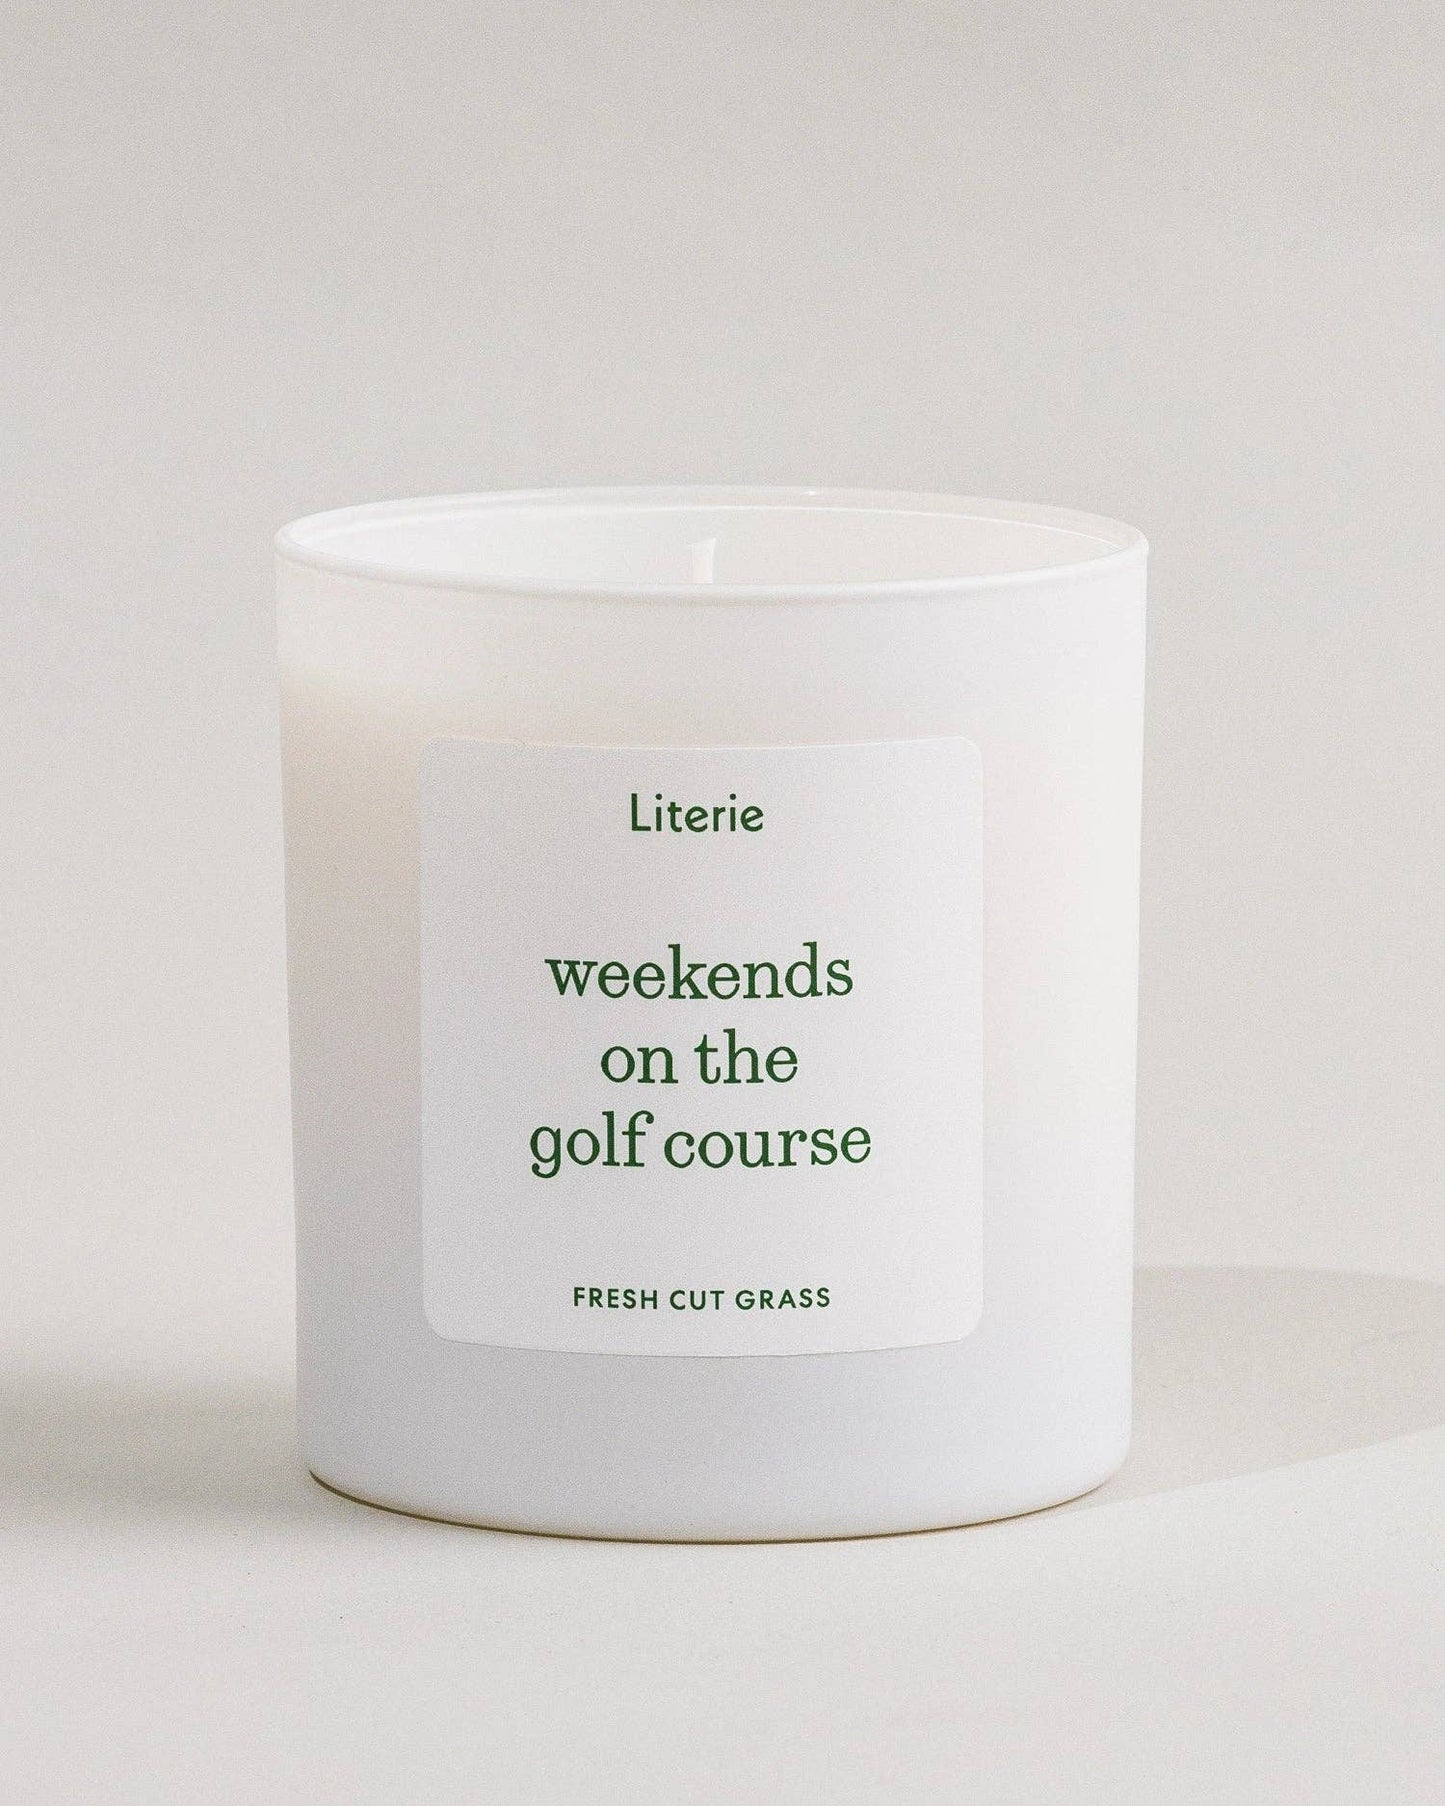 Literie
weekends
on the
golf course
FRESH CUT GRASS